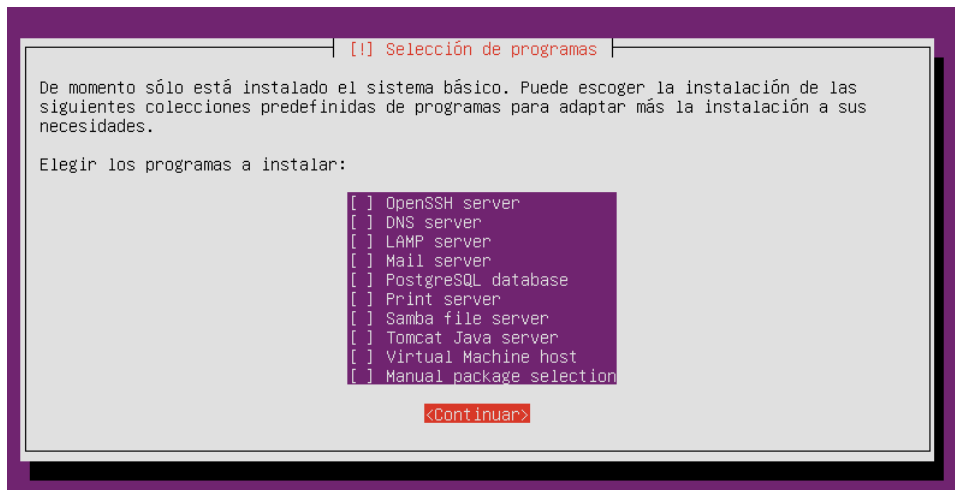 [!] Selección de programas
De momento sólo está instalado el sistema básico. Puede escoger la instalación de las
siguientes colecciones predefinidas de programas para adaptar más la instalación a sus
necesidades.
Elegir los programas a instalar:
[ ] OpenSSH server
[ ] DNS server
[ ] LAMP server
[ ] Mail server
[ ] PostgreSQL database
[ ] Print server
[ ] Samba file server
[ ] Tomcat Java server
[ ] Virtual Machine host
[ ] Manual package selection
<Continuar>